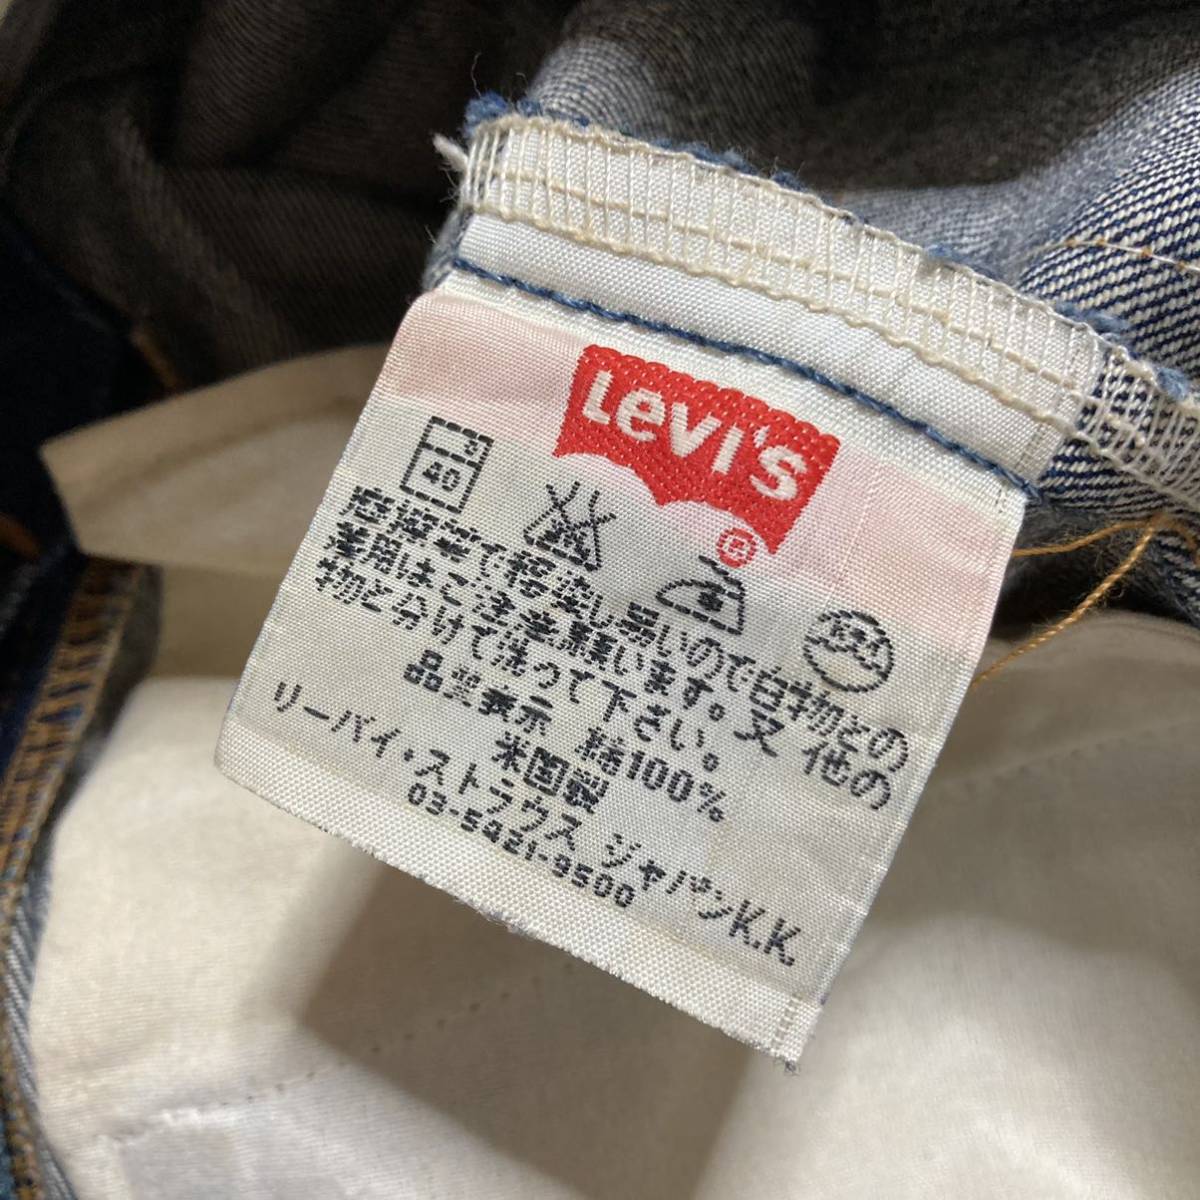 Levi's
®
40
摩擦等で移染し易いので白物との
着用はご注意願います。又 他の
物と分けて洗って下さい。
品質表示 綿100%
米国製
リーバイ・ストラウス ジャパンK.K.
03-5421-9500